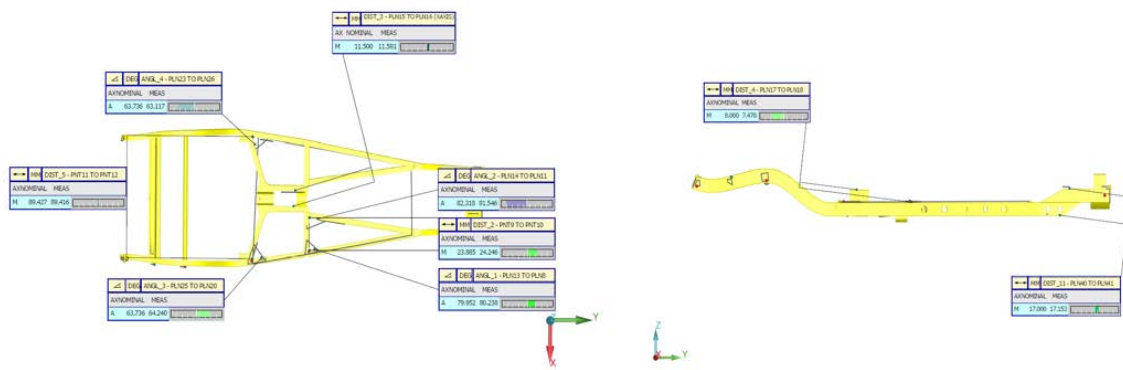 MM DIST_3 - PLN15 TO PLN16 (XAXIS)
AX NOMINAL MEAS
M 11.500 11.581
DEG ANGL_4 - PLN23 TO PLN26
AXNOMINAL MEAS
A 63.736 63.117
MM DIST_5 - PNT11 TO PNT12
AXNOMINAL MEAS
M 89.427 89.416
DEG ANGL_2 - PLN14 TO PLN11
AXNOMINAL MEAS
A 82.318 81.546
MM DIST_2 - PNT9 TO PNT10
AXNOMINAL MEAS
M 23.885 24.246
DEG ANGL_1 - PLN13 TO PLN8
AXNOMINAL MEAS
A 79.952 80.238
DEG ANGL_3 - PLN25 TO PLN20
AXNOMINAL MEAS
A 63.736 64.240
Y
X
MM DIST_4 - PLN17 TO PLN18
AXNOMINAL MEAS
M 8.000 7.478
MM DIST_11 - PLN40 TO PLN41
AXNOMINAL MEAS
M 17.000 17.153
Z
X
Y